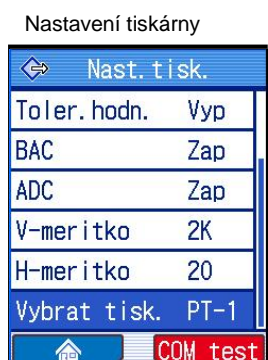 Nastavení tiskárny
Nast. tisk.
Toler. hodn. Vyp
BAC Zap
ADC Zap
V-meritko 2K
H-meritko 20
Vybrat tisk. PT-1
COM test